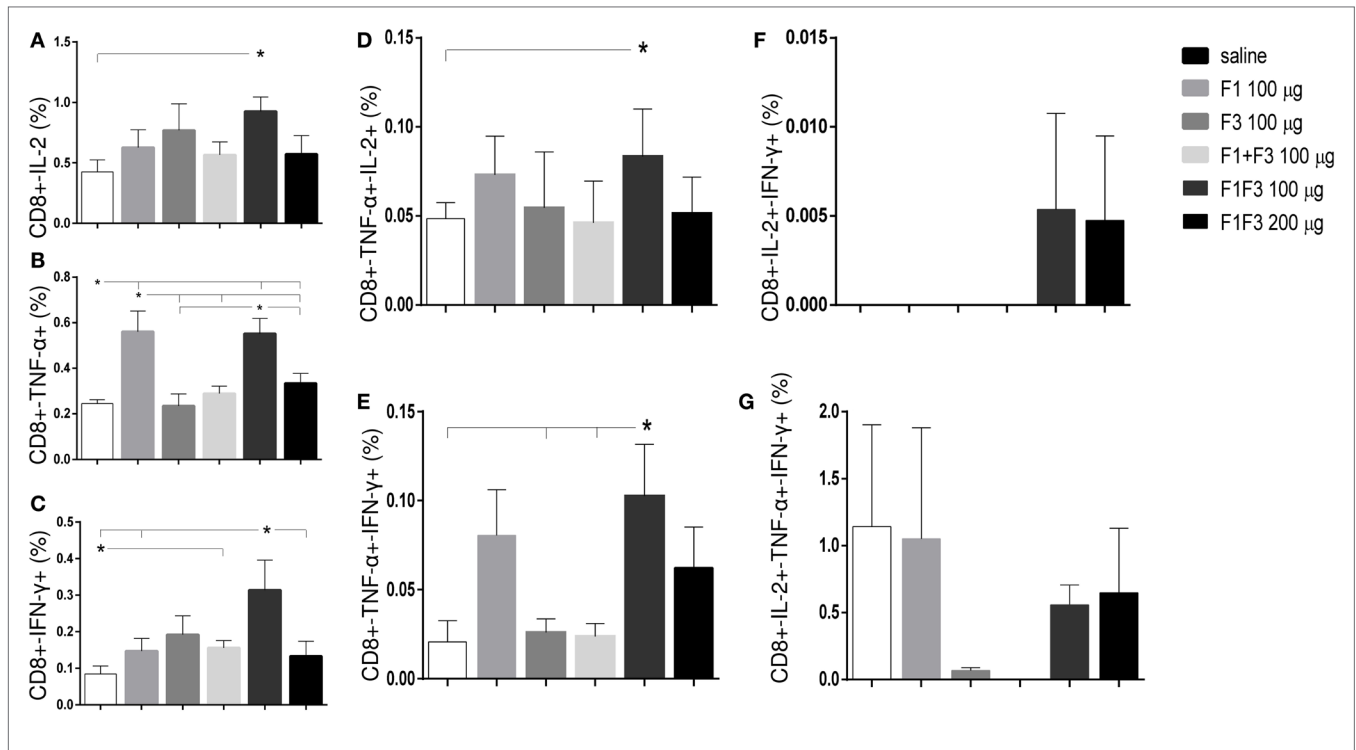 A
CD8+-IL-2 (%)
1.5
1.0
0.5
0.0
*
B
CD8+-TNF-α+ (%)
0.8
0.6
0.4
0.2
0.0
*
*
*
C
CD8+-IFN-γ+ (%)
0.5
0.4
0.3
0.2
0.1
0.0
*
*
D
CD8+-TNF-α+-IL-2+ (%)
0.15
0.10
0.05
0.00
*
E
CD8+-TNF-α+-IFN-γ+ (%)
0.15
0.10
0.05
0.00
*
F
CD8+-IL-2+-IFN-γ+ (%)
0.015
0.010
0.005
0.000
G
CD8+-IL-2+-TNF-α+-IFN-γ+ (%)
2.0
1.5
1.0
0.5
0.0
saline
F1 100 µg
F3 100 µg
F1+F3 100 µg
F1F3 100 µg
F1F3 200 µg